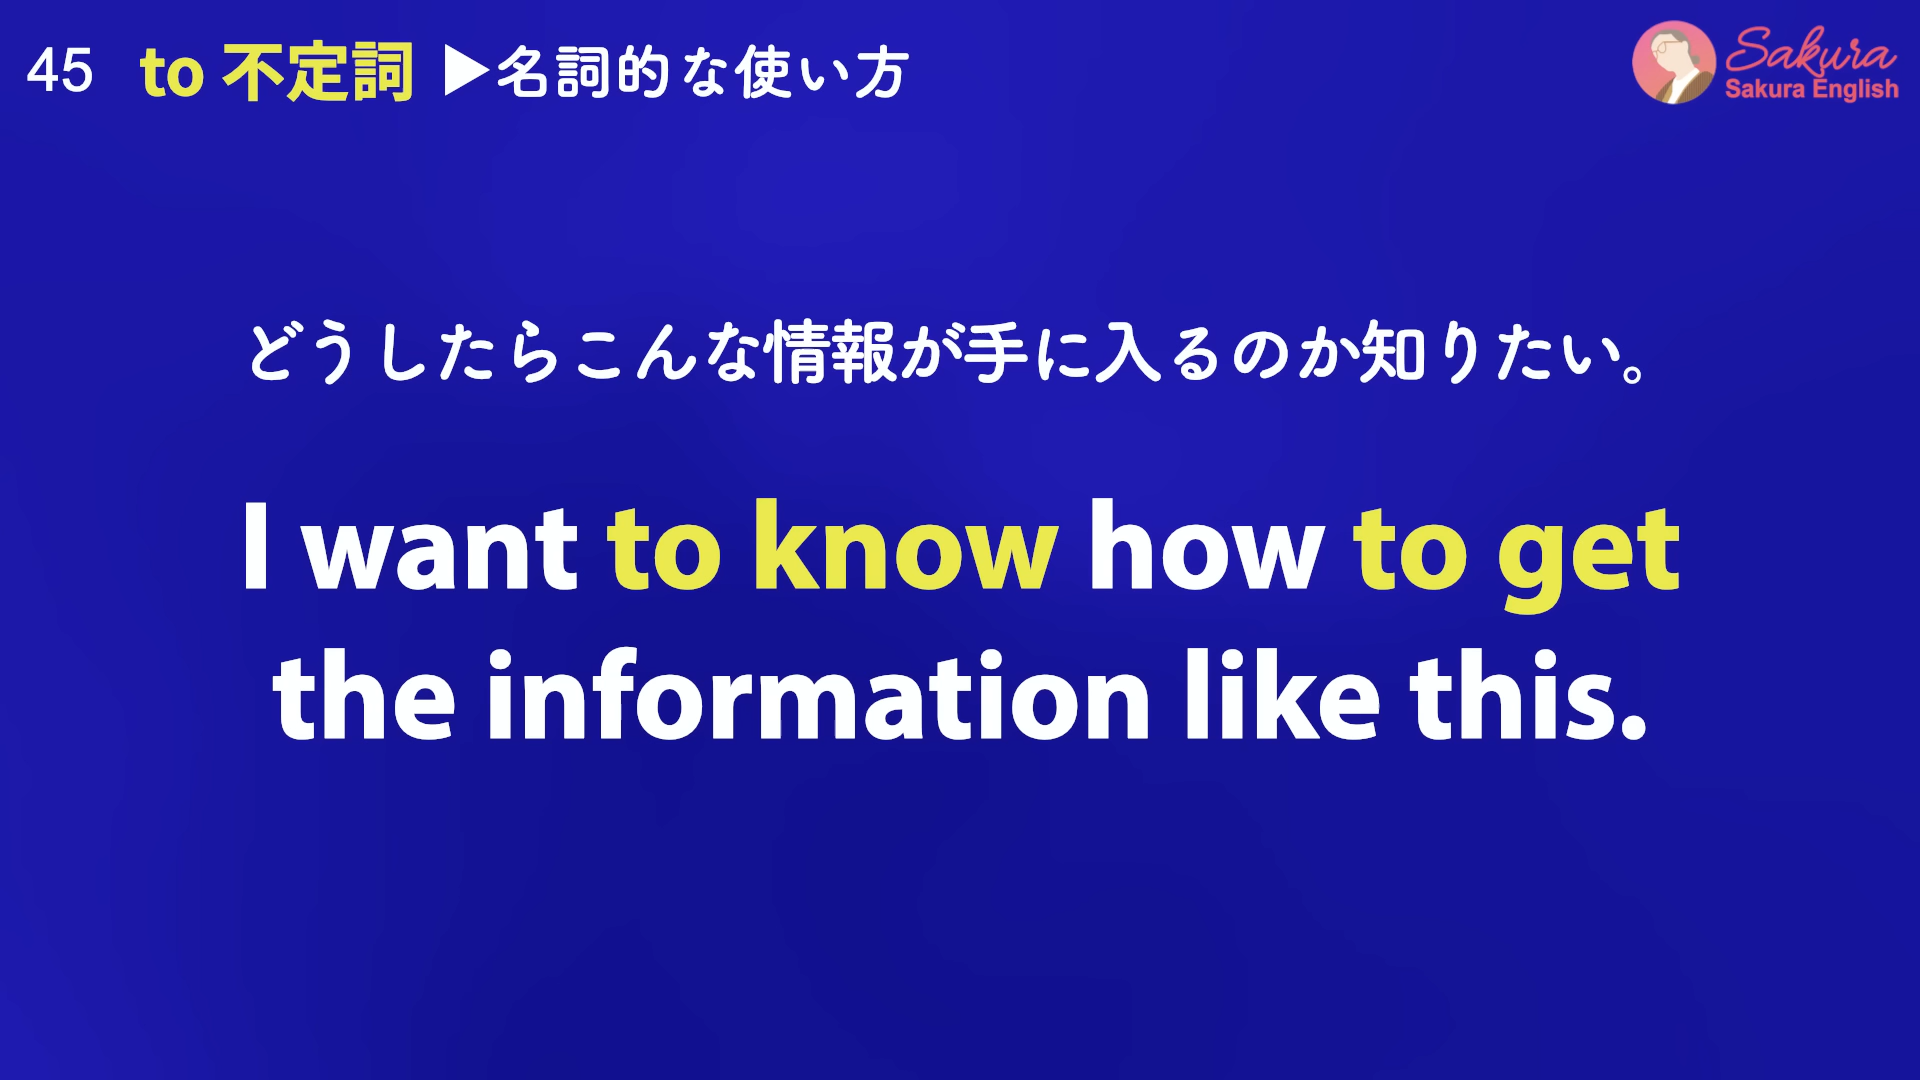 45 to 不定詞 ▶名詞的な使い方
Sakura
Sakura English
どうしたらこんな情報が手に入るのか知りたい。
I want to know how to get
the information like this.